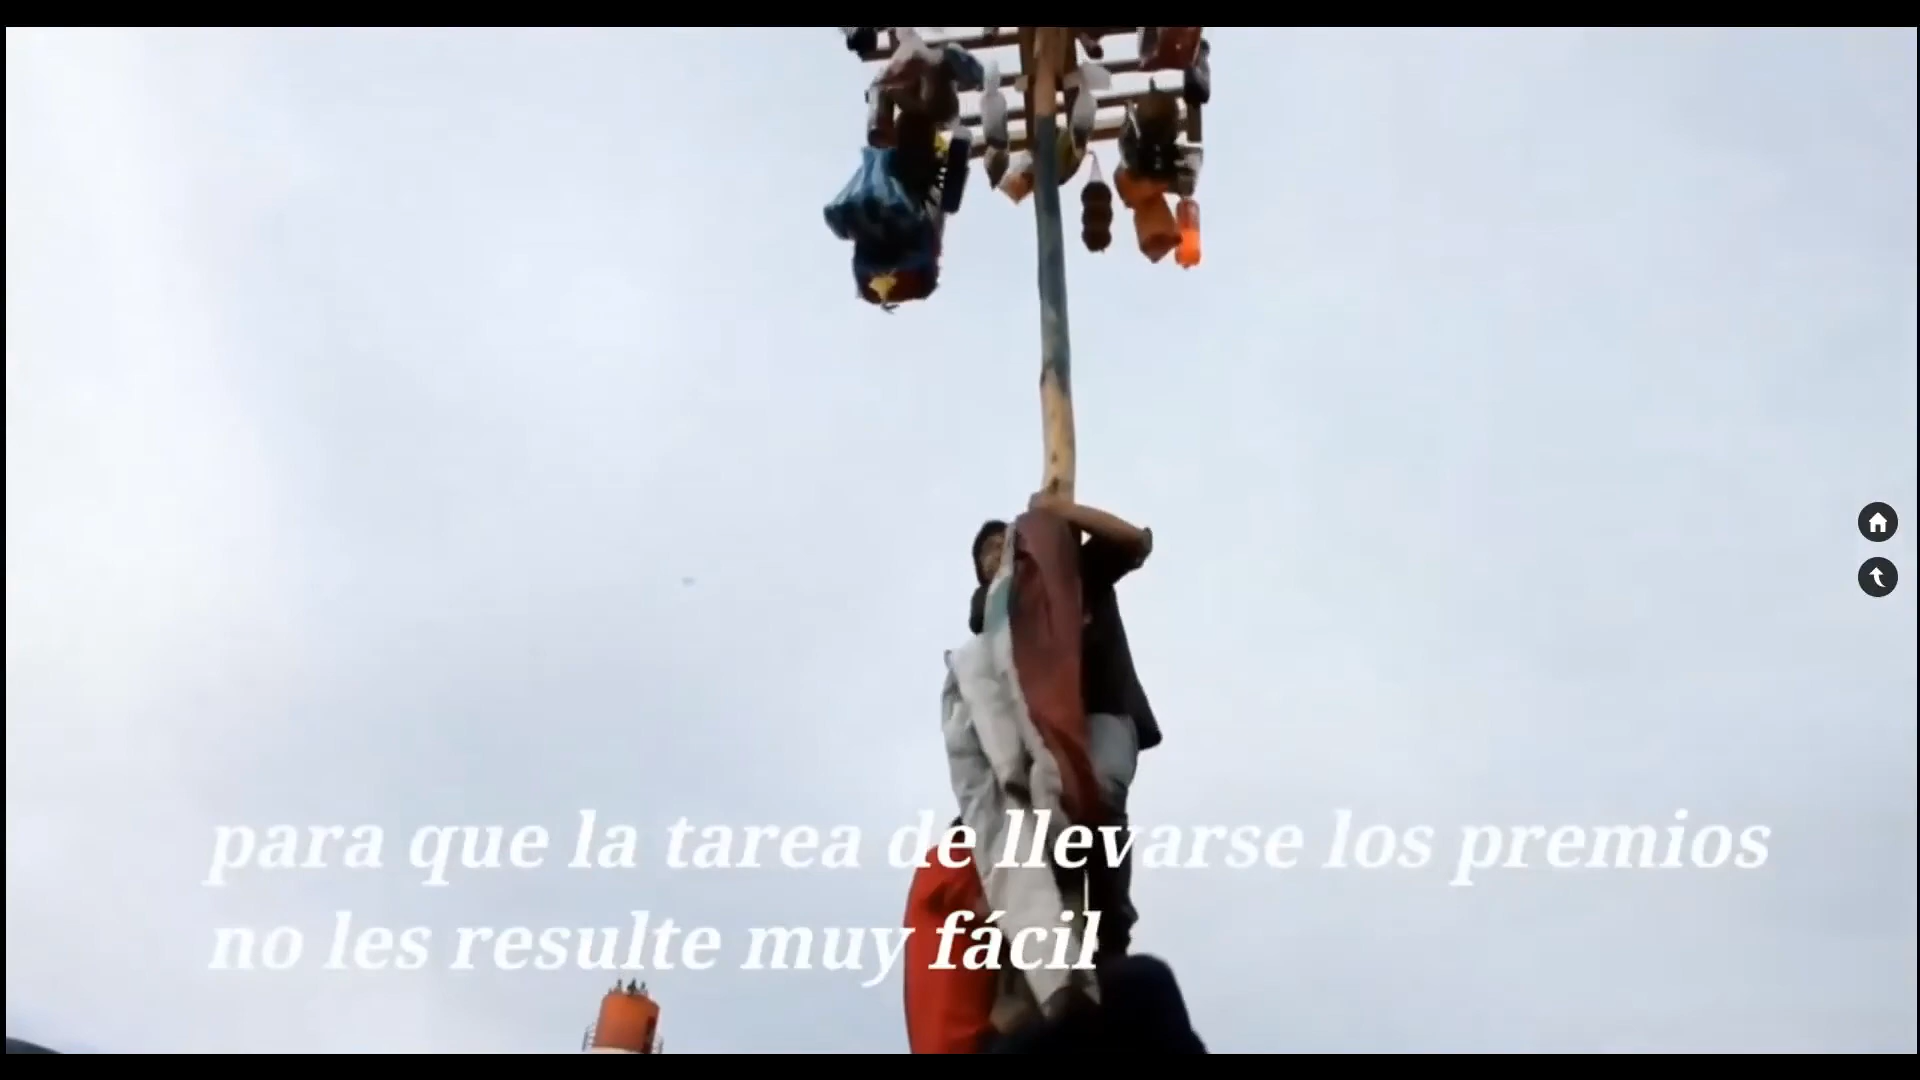 para que la tarea de llevarse los premios
no les resulte muy fácil